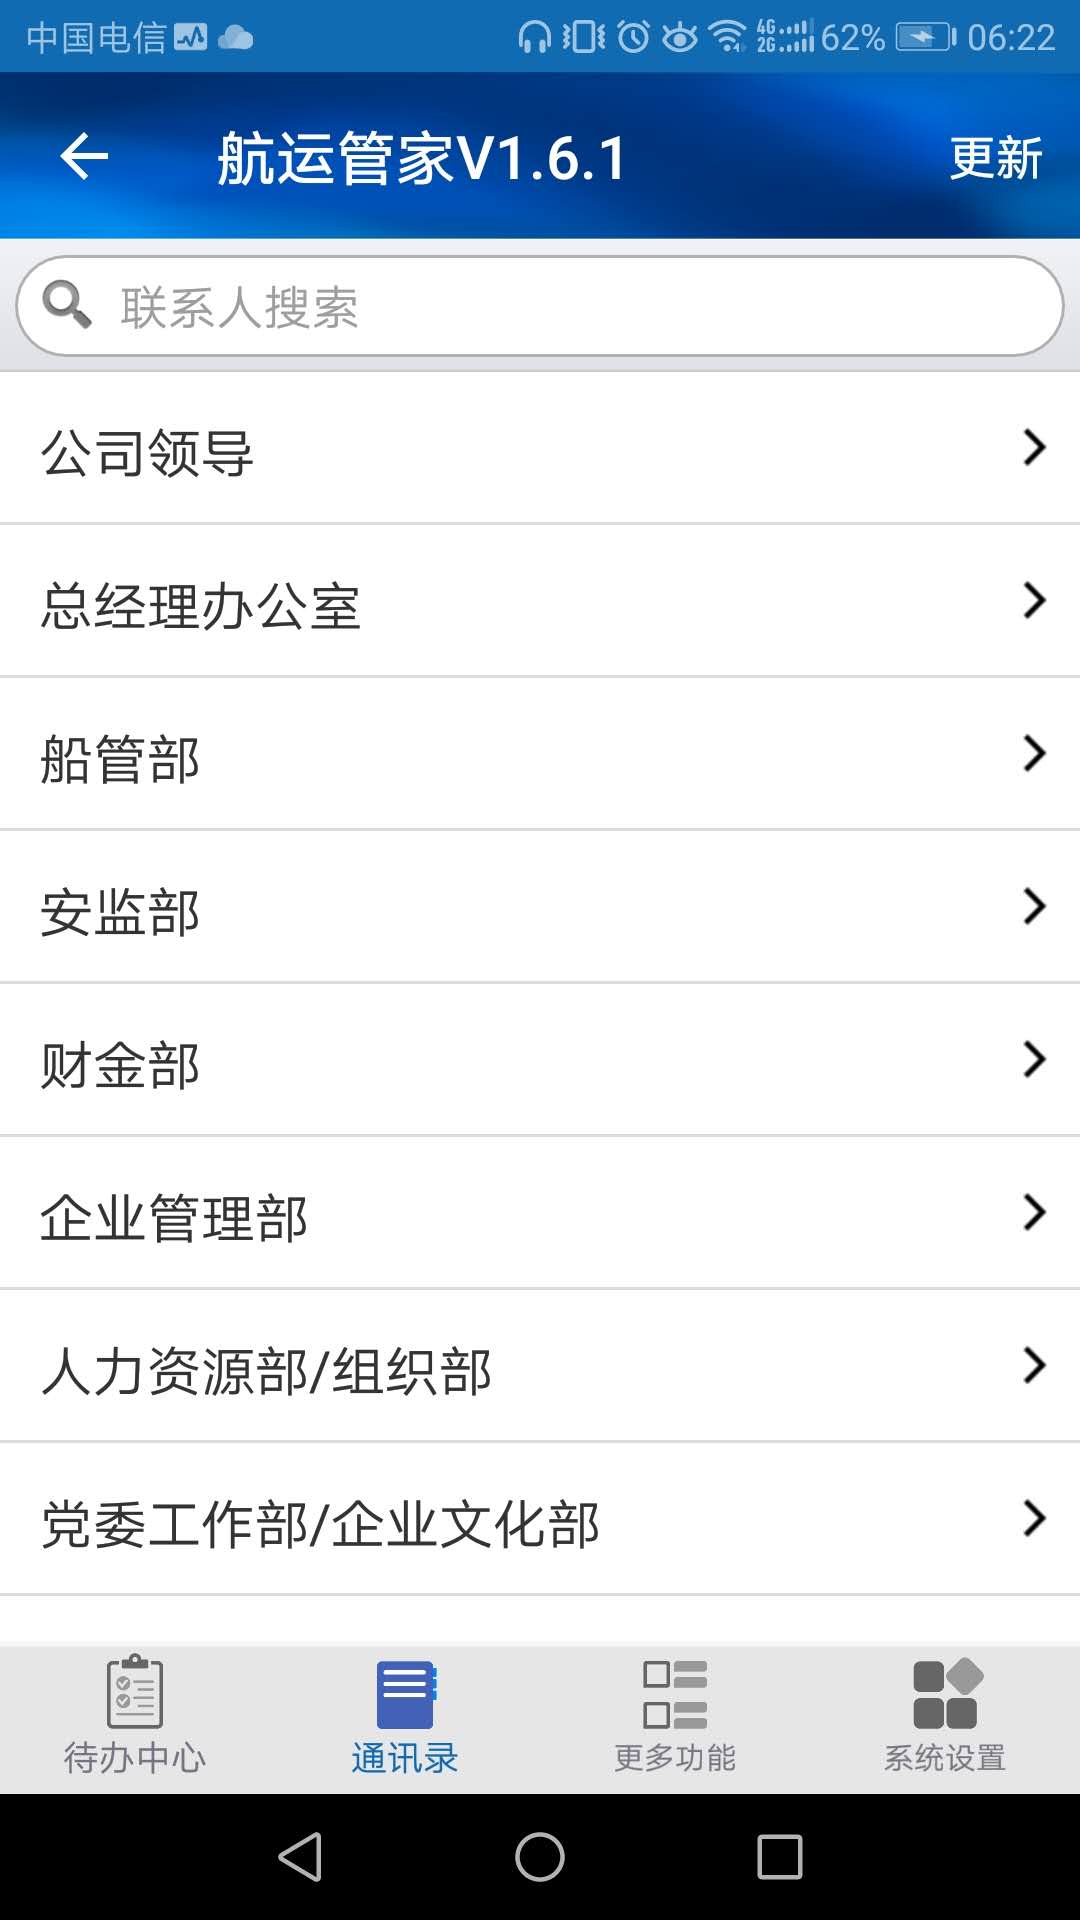 中国电信 4G 2G 62% 06:22
航运管家V1.6.1 更新
联系人搜索
公司领导
总经理办公室
船管部
安监部
财金部
企业管理部
人力资源部/组织部
党委工作部/企业文化部
待办中心 通讯录 更多功能 系统设置